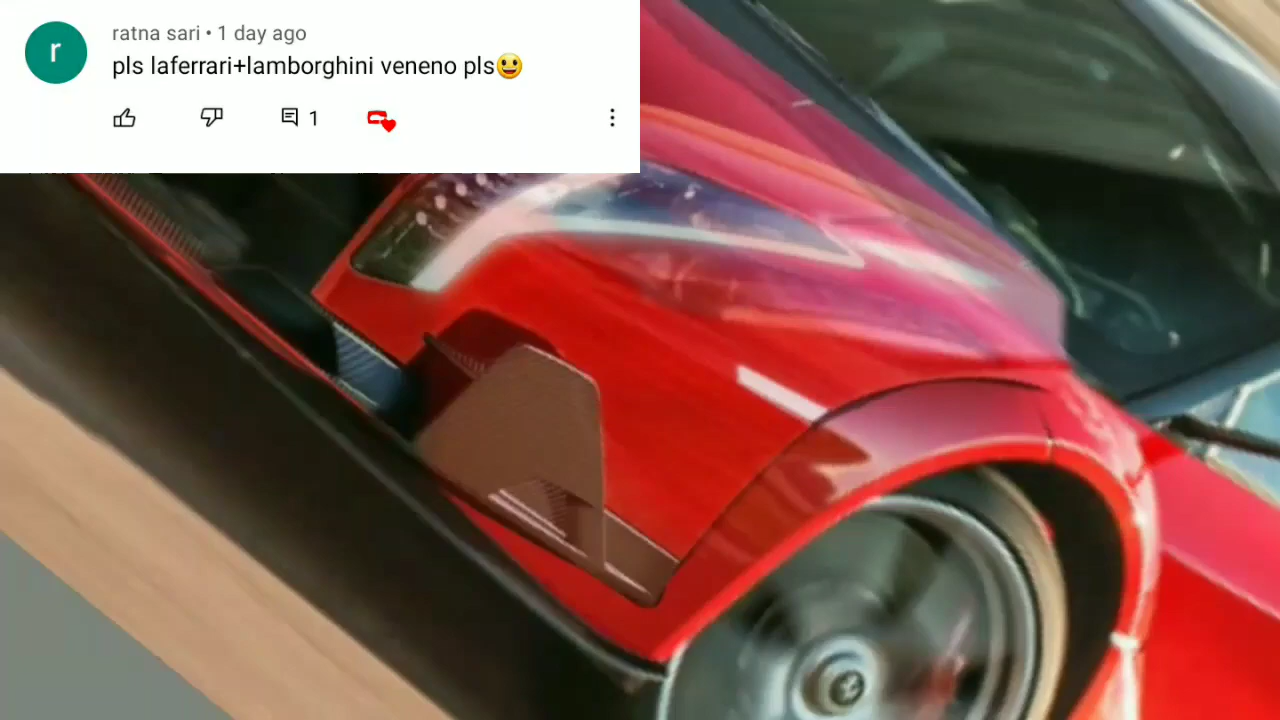 r
ratna sari • 1 day ago
pls laferrari+lamborghini veneno pls😃
1